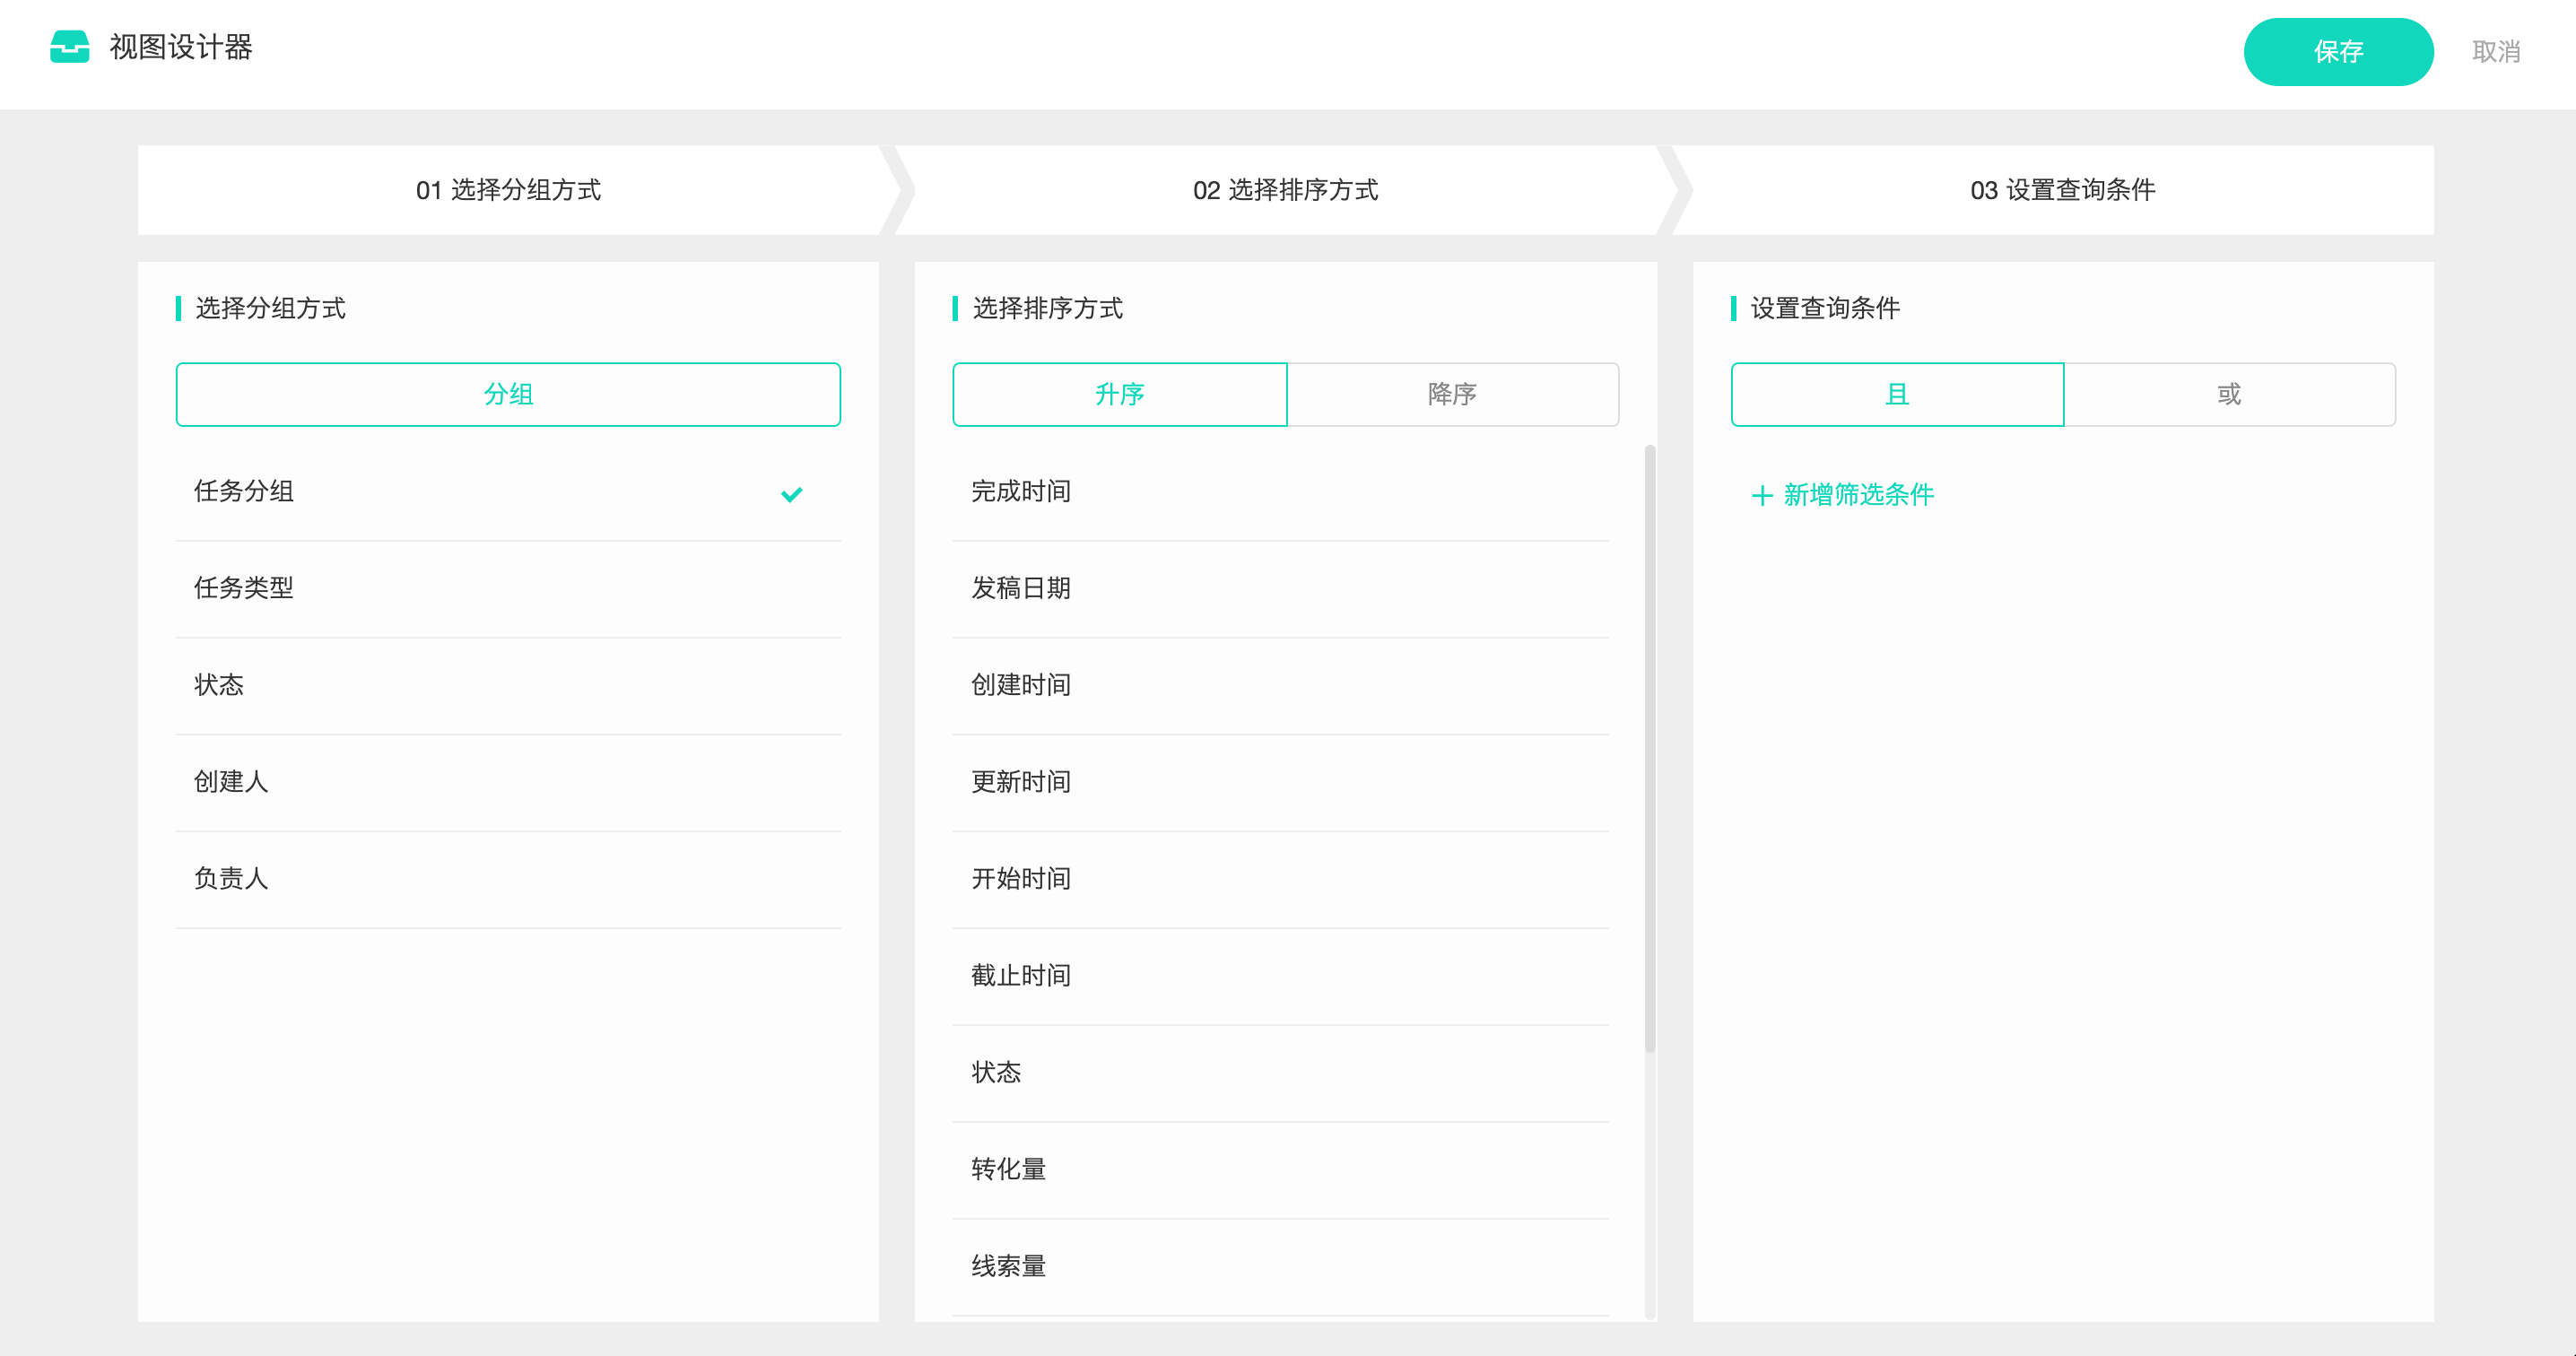 视图设计器
保存
取消
01 选择分组方式
02 选择排序方式
03 设置查询条件
选择分组方式
分组
任务分组
任务类型
状态
创建人
负责人
选择排序方式
升序
降序
完成时间
发稿日期
创建时间
更新时间
开始时间
截止时间
状态
转化量
线索量
设置查询条件
且
或
+ 新增筛选条件